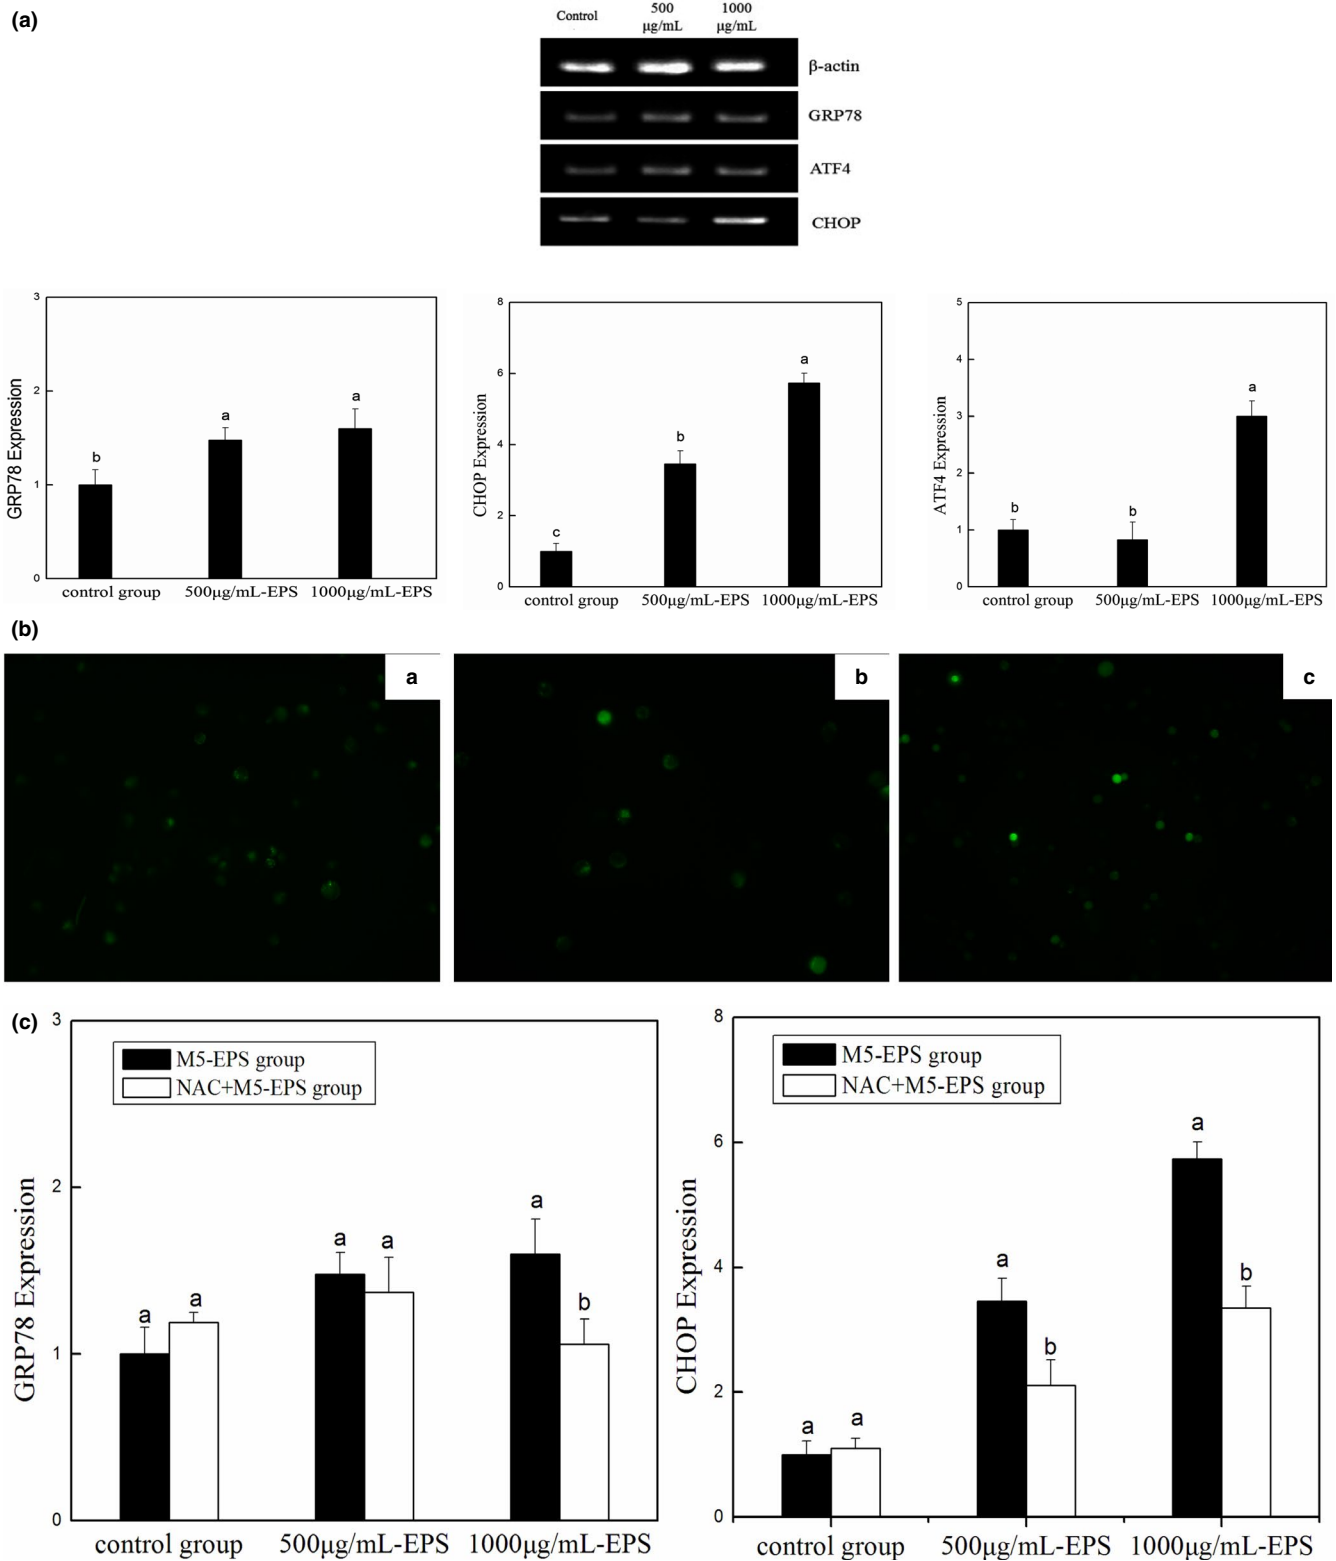 (a)
Control
500
μg/mL
1000
μg/mL
β-actin
GRP78
ATF4
CHOP
GRP78 Expression
3
2
1
0
b
a
a
control group
500μg/mL-EPS
1000μg/mL-EPS
CHOP Expression
8
6
4
2
0
c
b
a
control group
500μg/mL-EPS
1000μg/mL-EPS
ATF4 Expression
5
4
3
2
1
0
b
b
a
control group
500μg/mL-EPS
1000μg/mL-EPS
(b)
a
b
c
(c)
GRP78 Expression
3
2
1
0
M5-EPS group
NAC+M5-EPS group
a
a
a
a
a
b
control group
500μg/mL-EPS
1000μg/mL-EPS
CHOP Expression
8
6
4
2
0
M5-EPS group
NAC+M5-EPS group
a
a
a
b
a
b
control group
500μg/mL-EPS
1000μg/mL-EPS